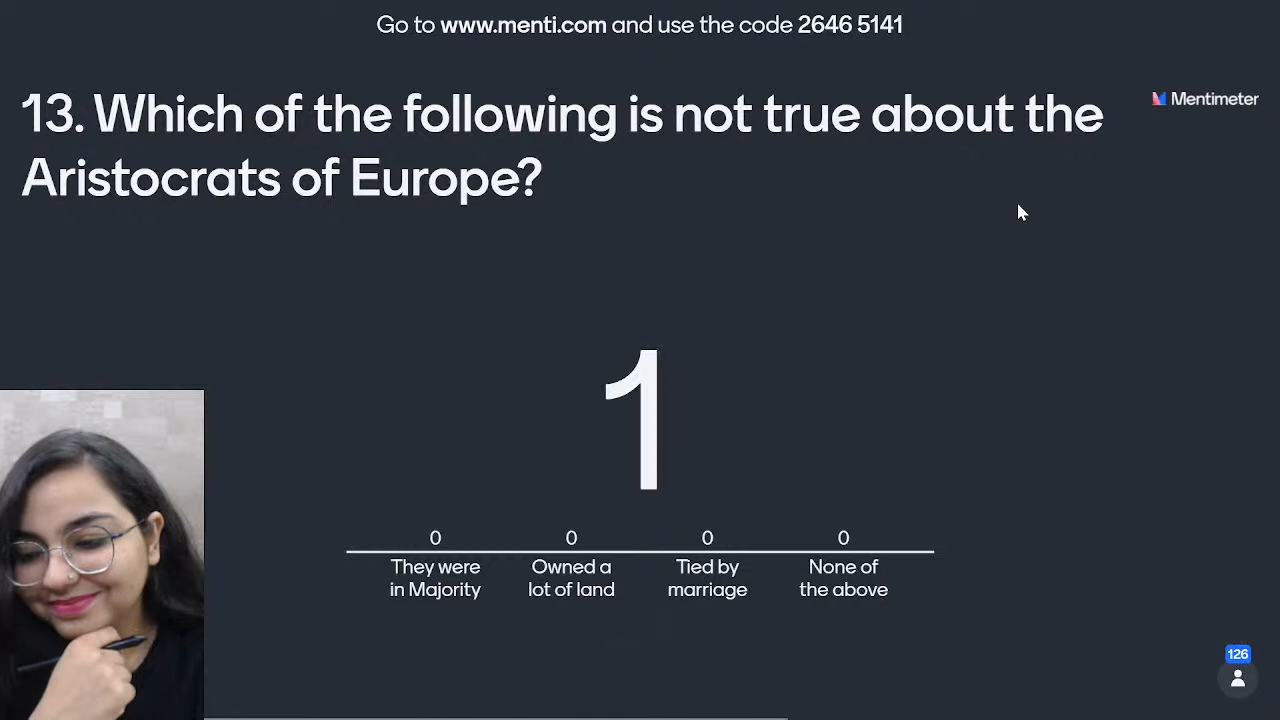 Go to www.menti.com and use the code 2646 5141
Mentimeter
13. Which of the following is not true about the
Aristocrats of Europe?
1
0
0
0
0
They were
in Majority
Owned a
lot of land
Tied by
marriage
None of
the above
126